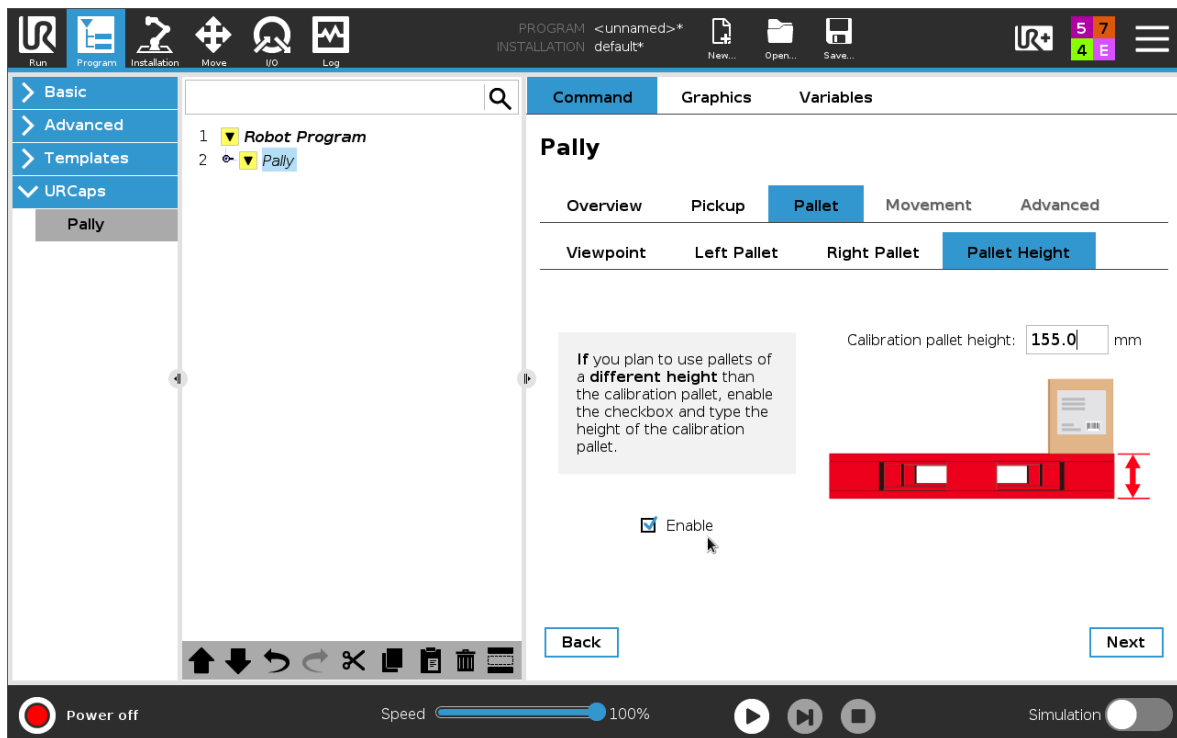 PROGRAM <unnamed>*
INSTALLATION default*
UR
Run
Program
Installation
Move
I/O
Log
New...
Open...
Save...
UR+
5 7
4 E
Basic
Advanced
Templates
URCaps
Pally
1 Robot Program
2 Pally
Command Graphics Variables
Pally
Overview Pickup Pallet Movement Advanced
Viewpoint Left Pallet Right Pallet Pallet Height
If you plan to use pallets of
a different height than
the calibration pallet, enable
the checkbox and type the
height of the calibration
pallet.
Enable
Calibration pallet height: 155.0 mm
Back
Next
Power off
Speed 100%
Simulation